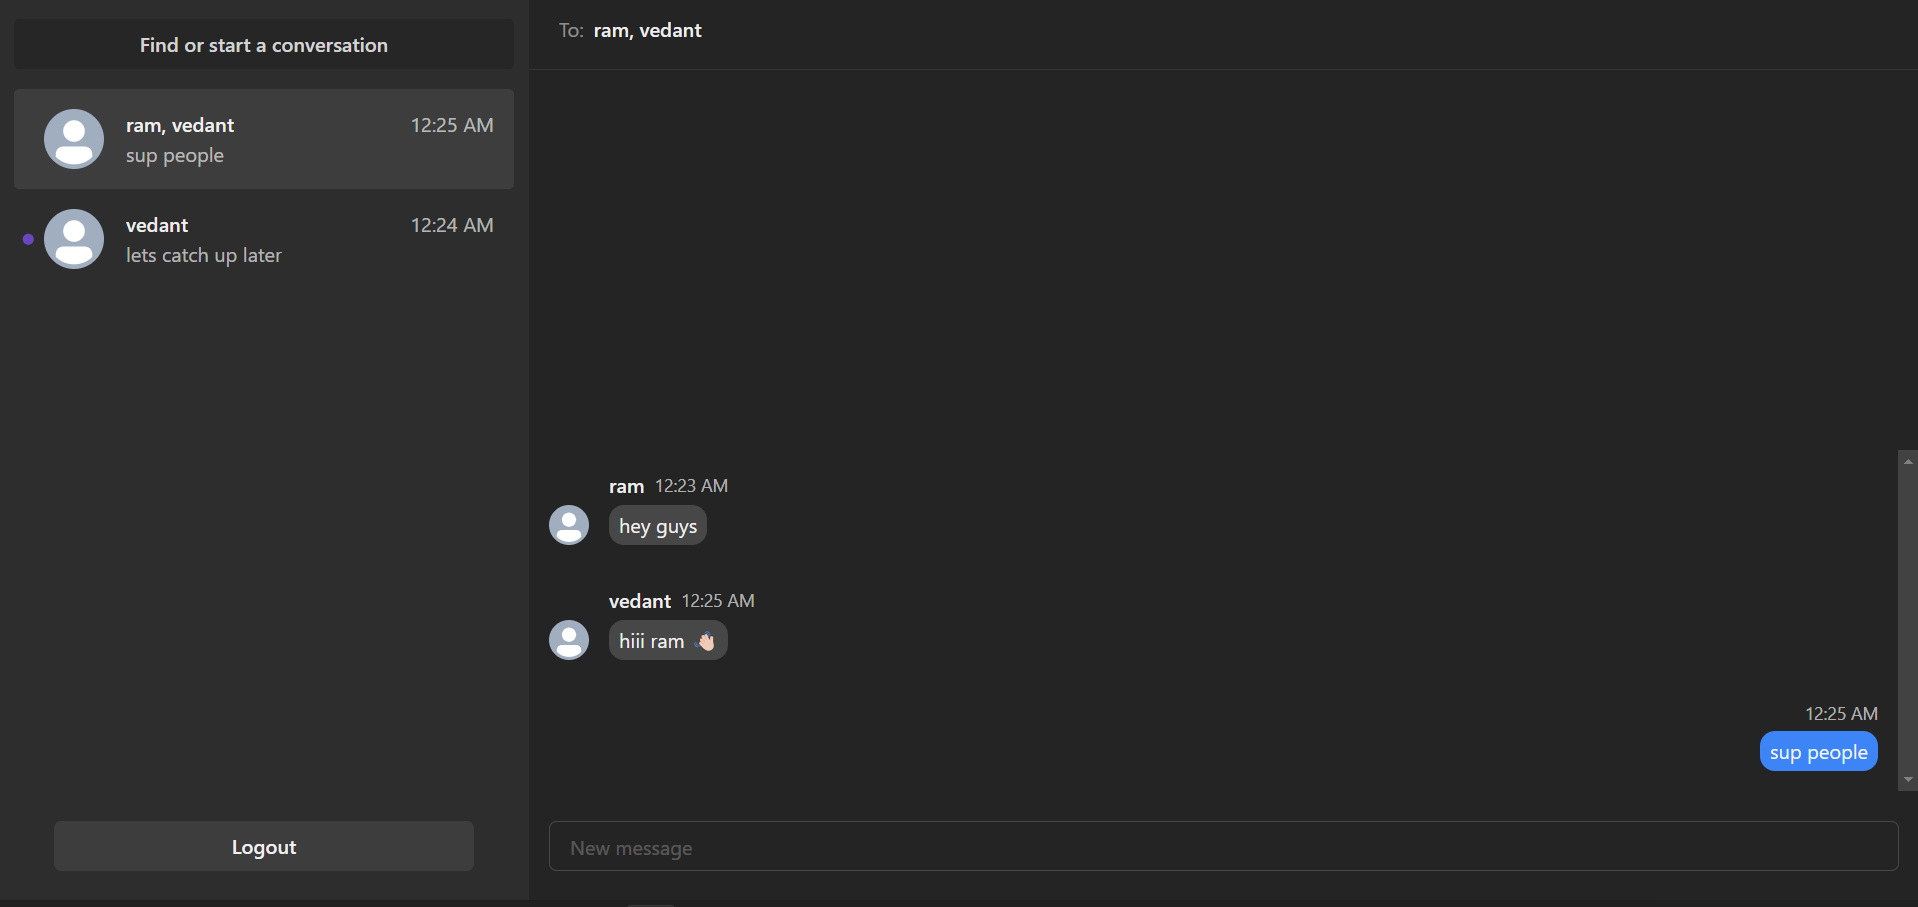 Find or start a conversation
ram, vedant 12:25 AM
sup people
vedant 12:24 AM
lets catch up later
Logout
To: ram, vedant
ram 12:23 AM
hey guys
vedant 12:25 AM
hiii ram 👋🏻
12:25 AM
sup people
New message